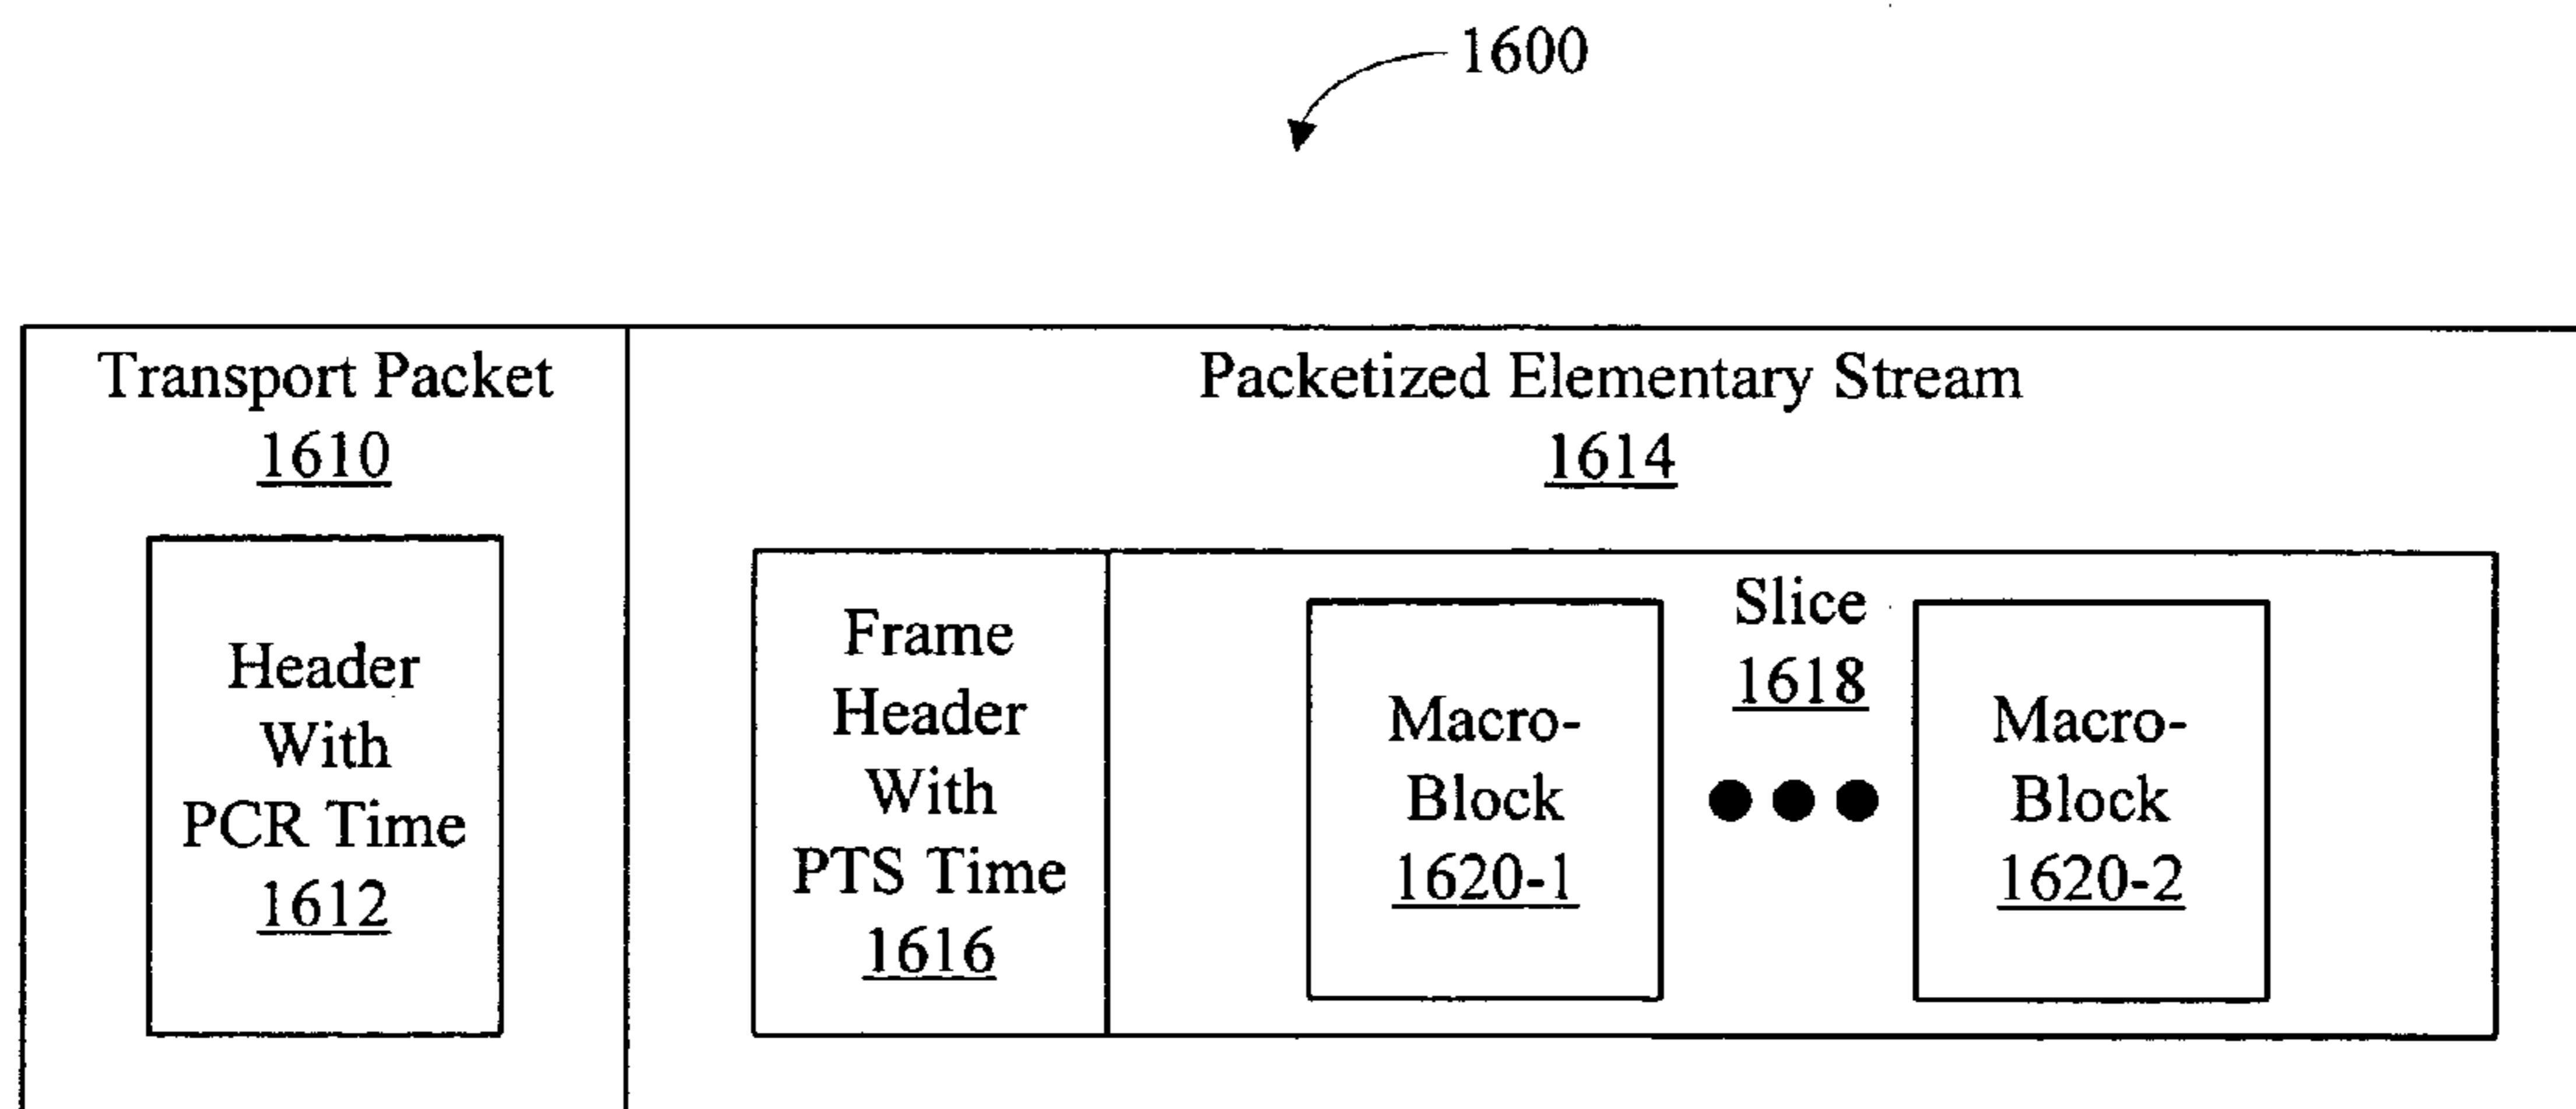 1600
Transport Packet
1610
Header
With
PCR Time
1612
Packetized Elementary Stream
1614
Frame
Header
With
PTS Time
1616
Slice
1618
Macro-
Block
1620-1
Macro-
Block
1620-2